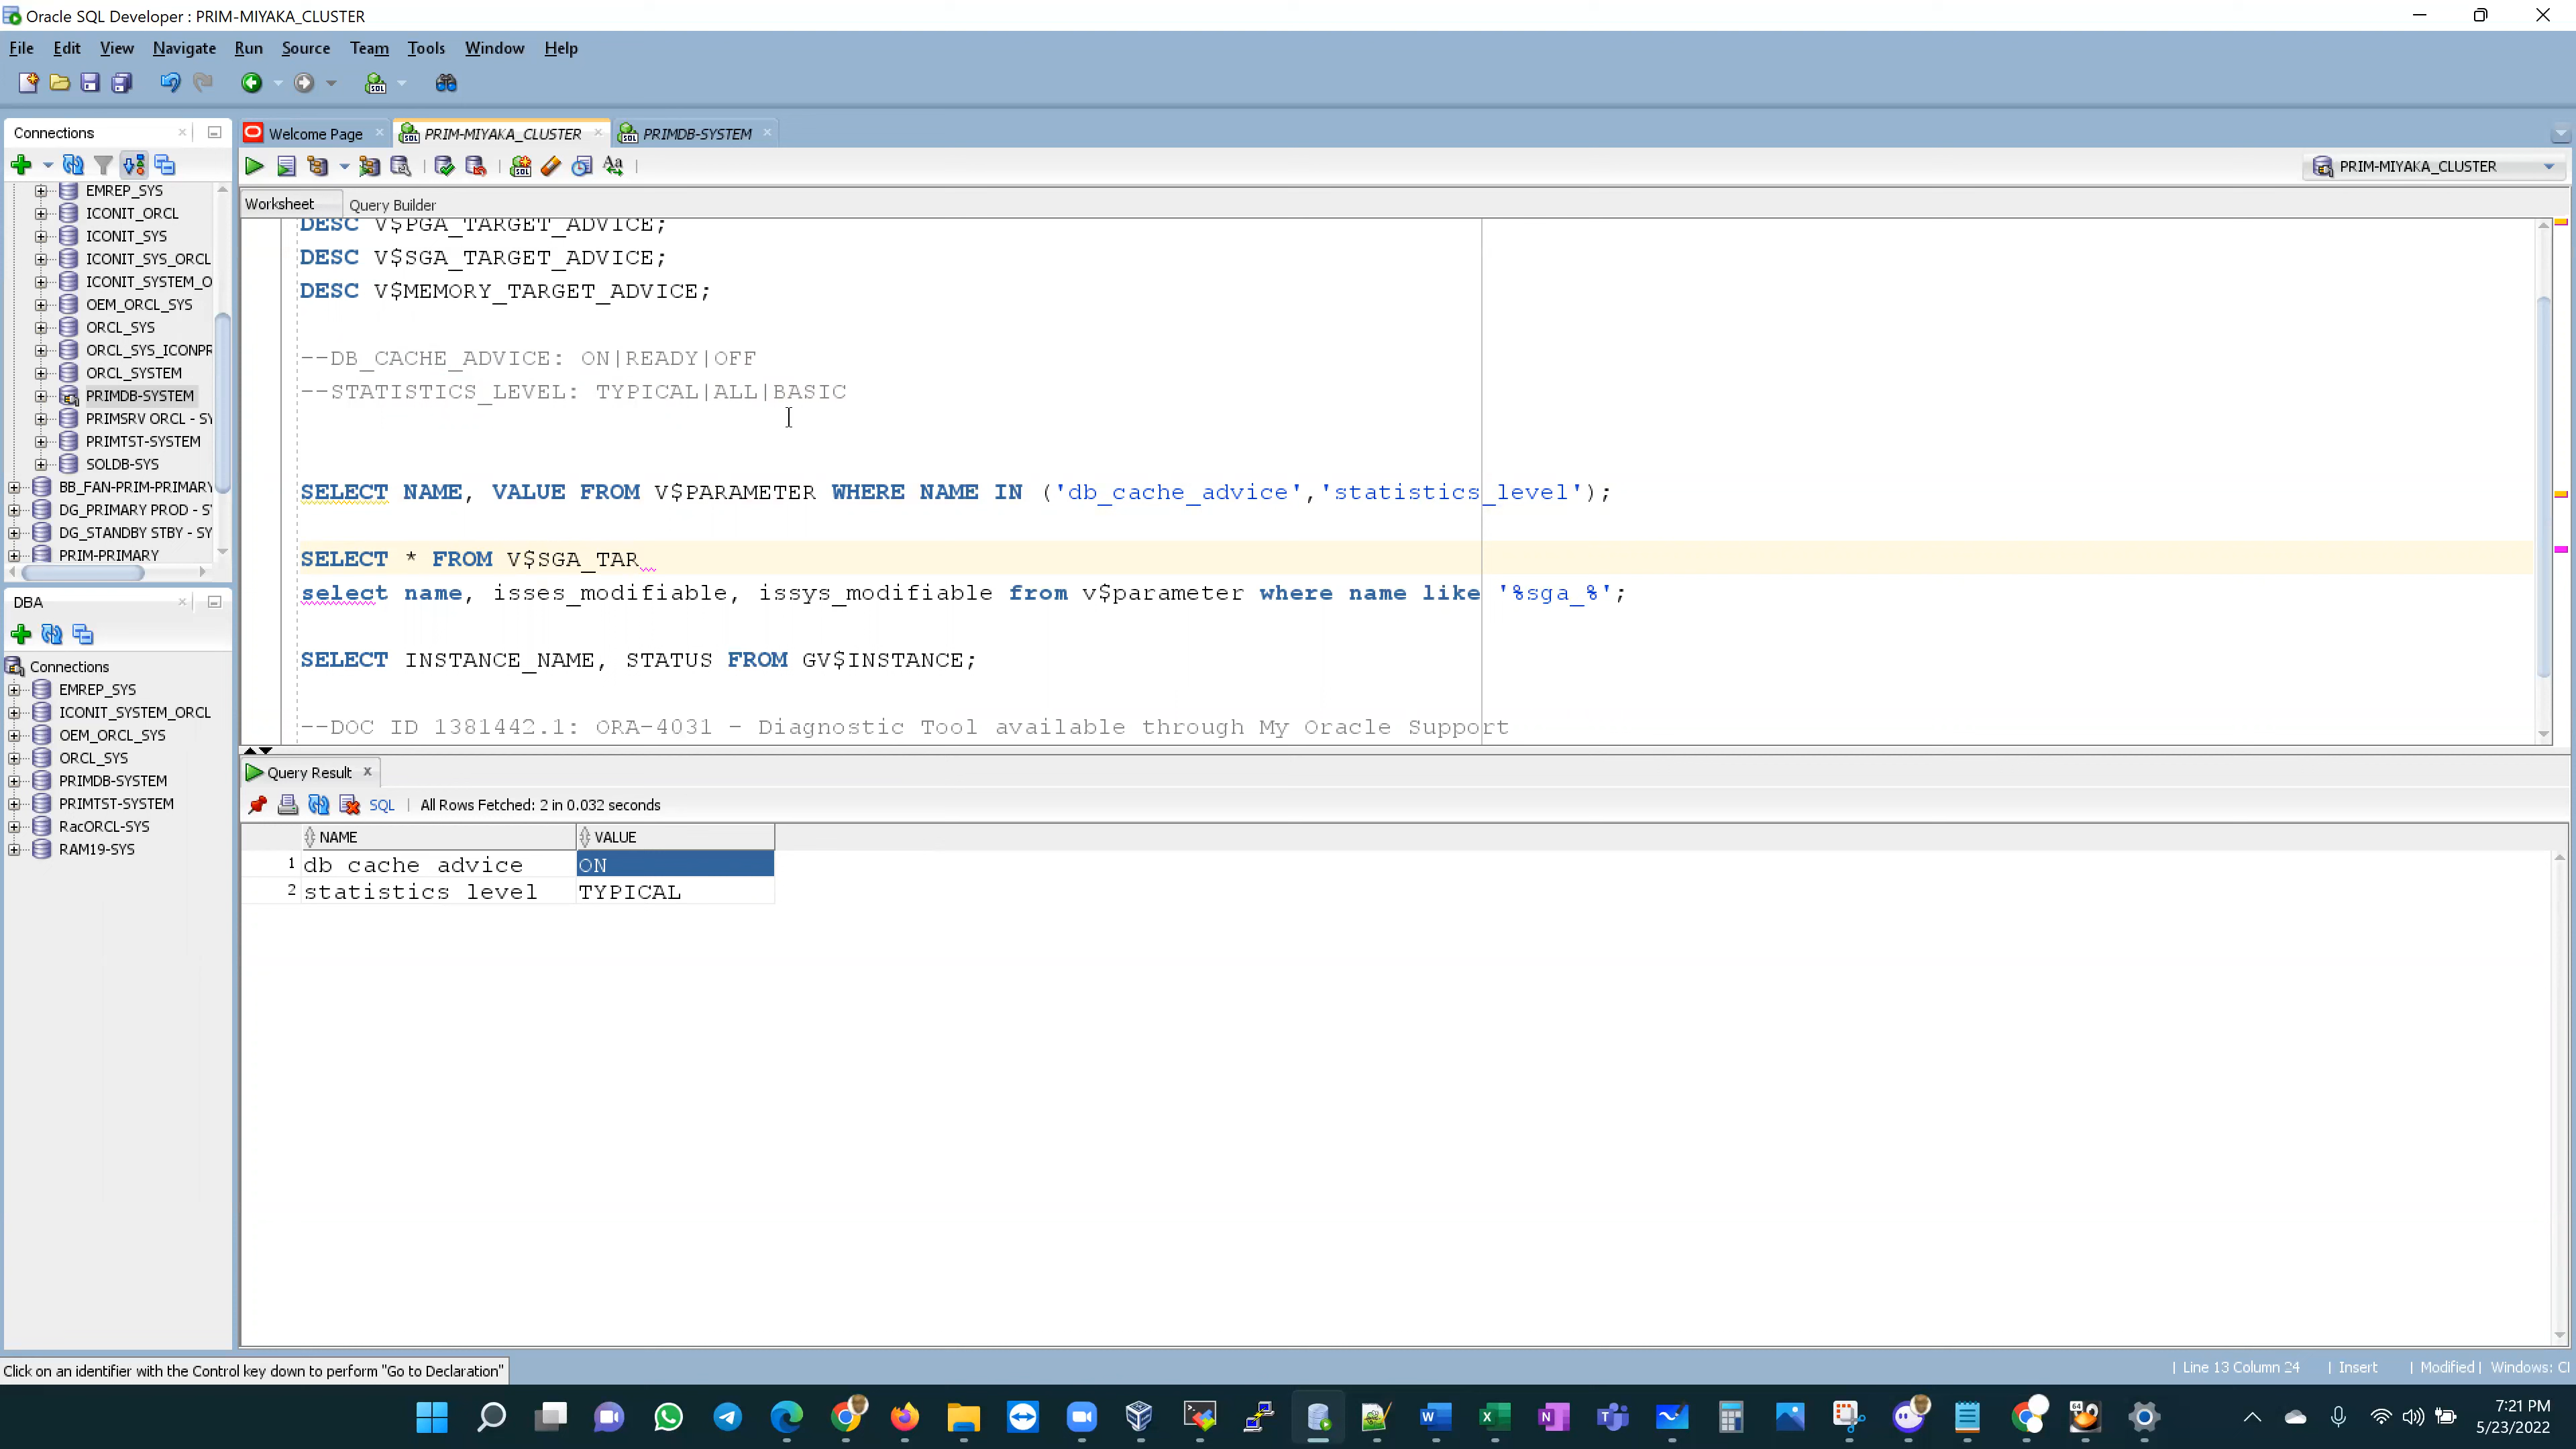 Oracle SQL Developer : PRIM-MIYAKA_CLUSTER
File Edit View Navigate Run Source Team Tools Window Help
Connections
Welcome Page
PRIM-MIYAKA_CLUSTER
PRIMDB-SYSTEM
PRIM-MIYAKA_CLUSTER
Worksheet
Query Builder
EMREP_SYS
ICONIT_ORCL
ICONIT_SYS
ICONIT_SYS_ORCL
ICONIT_SYSTEM_O
OEM_ORCL_SYS
ORCL_SYS
ORCL_SYS_ICONPR
ORCL_SYSTEM
PRIMDB-SYSTEM
PRIMSRV ORCL - SY
PRIMTST-SYSTEM
SOLDB-SYS
BB_FAN-PRIM-PRIMARY
DG_PRIMARY PROD - S
DG_STANDBY STBY - SY
PRIM-PRIMARY
DESC V$PGA_TARGET_ADVICE;
DESC V$SGA_TARGET_ADVICE;
DESC V$MEMORY_TARGET_ADVICE;
--DB_CACHE_ADVICE: ON|READY|OFF
--STATISTICS_LEVEL: TYPICAL|ALL|BASIC
SELECT NAME, VALUE FROM V$PARAMETER WHERE NAME IN ('db_cache_advice','statistics_level');
SELECT * FROM V$SGA_TAR
select name, isses_modifiable, issys_modifiable from v$parameter where name like '%sga_%';
SELECT INSTANCE_NAME, STATUS FROM GV$INSTANCE;
--DOC ID 1381442.1: ORA-4031 - Diagnostic Tool available through My Oracle Support
DBA
Connections
EMREP_SYS
ICONIT_SYSTEM_ORCL
OEM_ORCL_SYS
ORCL_SYS
PRIMDB-SYSTEM
PRIMTST-SYSTEM
RacORCL-SYS
RAM19-SYS
Query Result
SQL | All Rows Fetched: 2 in 0.032 seconds
NAME VALUE
1 db_cache_advice ON
2 statistics_level TYPICAL
Click on an identifier with the Control key down to perform "Go to Declaration"
| Line 13 Column 24 | Insert | Modified | Windows: Cl
7:21 PM
5/23/2022